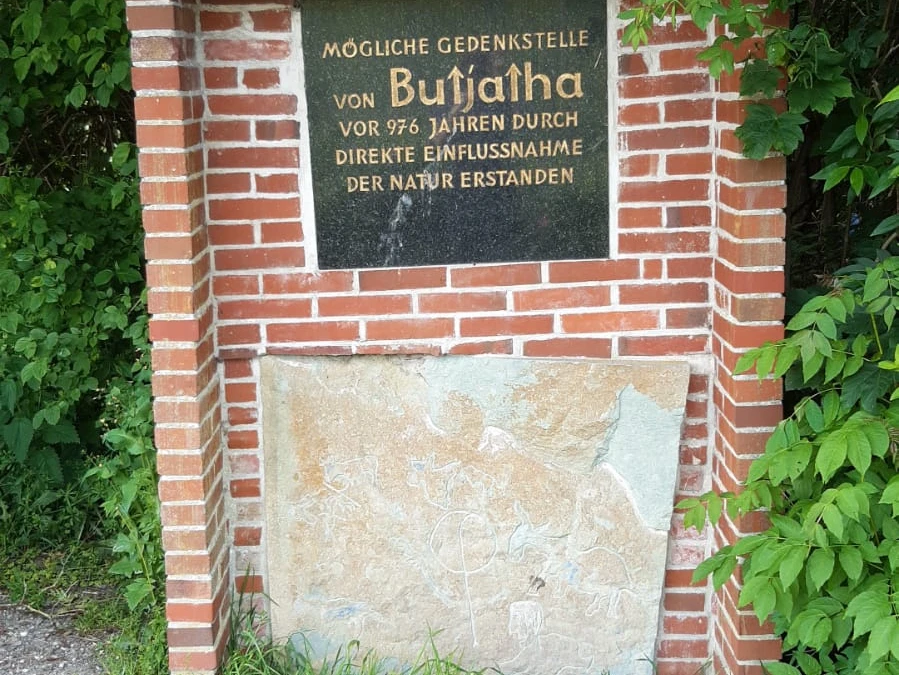 MÖGLICHE GEDENKSTELLE
VON Butjatha
VOR 976 JAHREN DURCH
DIREKTE EINFLUSSNAHME
DER NATUR ERSTANDEN